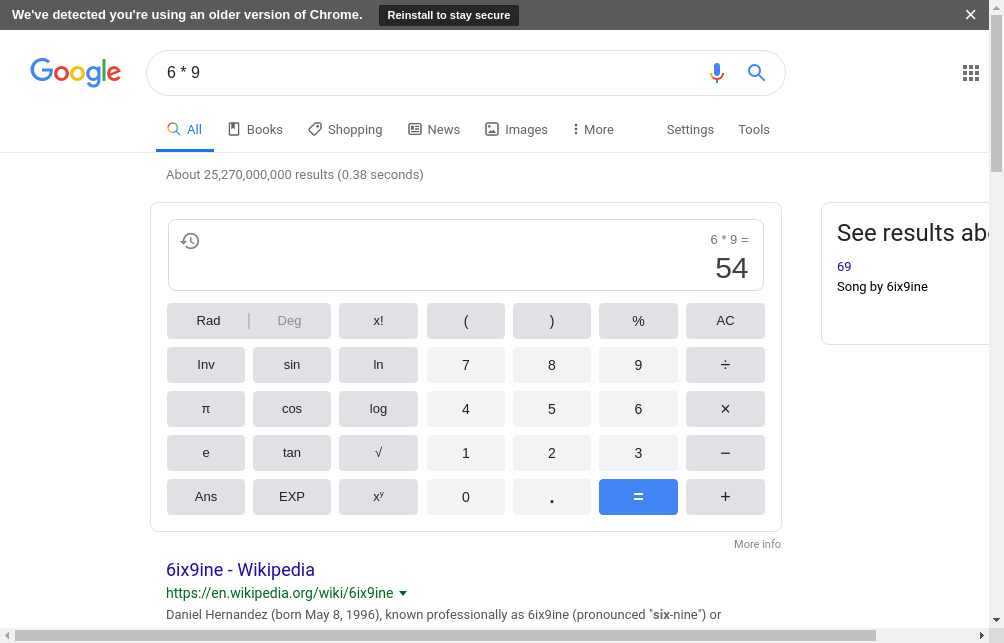 We've detected you're using an older version of Chrome. Reinstall to stay secure ×
Google 6 * 9
All Books Shopping News Images More Settings Tools
About 25,270,000,000 results (0.38 seconds)
6 * 9 =
54
Rad Deg x! ( ) % AC
Inv sin ln 7 8 9 ÷
π cos log 4 5 6 ×
e tan √ 1 2 3 −
Ans EXP xʸ 0 . = +
More info
See results abo
69
Song by 6ix9ine
6ix9ine - Wikipedia
https://en.wikipedia.org/wiki/6ix9ine
Daniel Hernandez (born May 8, 1996), known professionally as 6ix9ine (pronounced "six-nine") or